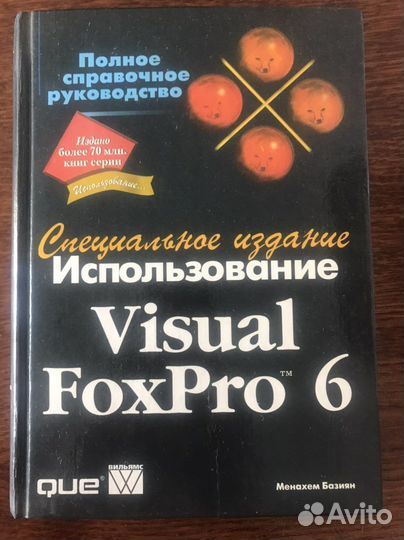 Полное
справочное
руководство
Издано
более 70 млн.
книг серии
Использование...
Специальное издание
Использование
Visual
FoxPro™ 6
que®
ВИЛЬЯМС
W
Менахем Базиян
Avito